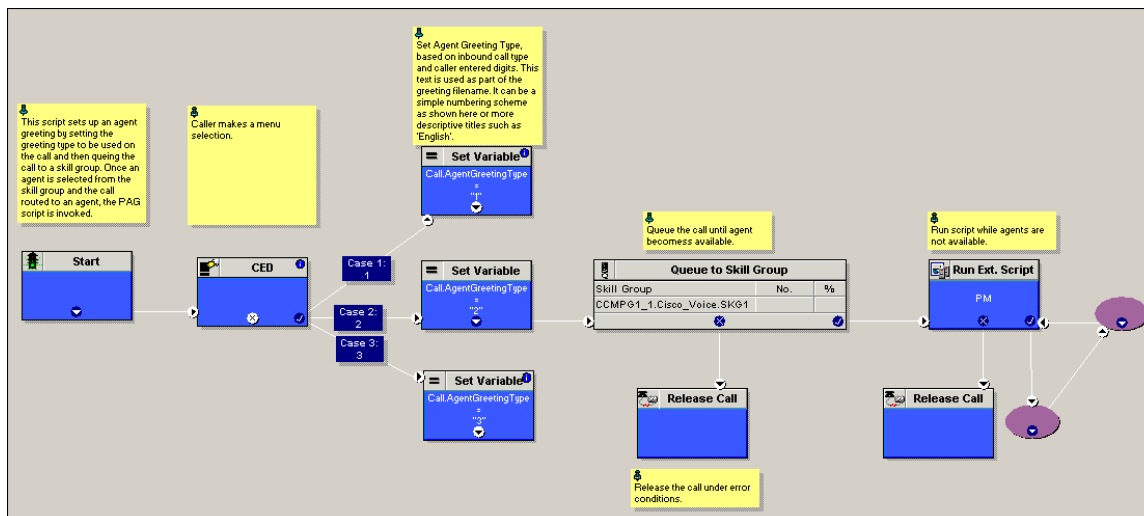 This script sets up an agent
greeting by setting the
greeting type to be used on
the call and then queing the
call to a skill group. Once an
agent is selected from the
skill group and the call
routed to an agent, the PAG
script is invoked.
Caller makes a menu
selection.
Set Agent Greeting Type,
based on inbound call type
and caller entered digits. This
text is used as part of the
greeting filename. It can be a
simple numbering scheme
as shown here or more
descriptive titles such as
'English'.
Start
CED
Case 1:
1
Case 2:
2
Case 3:
3
= Set Variable
Call.AgentGreetingType
=
"1"
= Set Variable
Call.AgentGreetingType
=
"2"
= Set Variable
Call.AgentGreetingType
=
"3"
Queue the call until agent
becomess available.
Queue to Skill Group
Skill Group No. %
CCMPG1_1.Cisco_Voice.SKG1
Release Call
Release the call under error
conditions.
Run script while agents are
not available.
Run Ext. Script
PM
Release Call